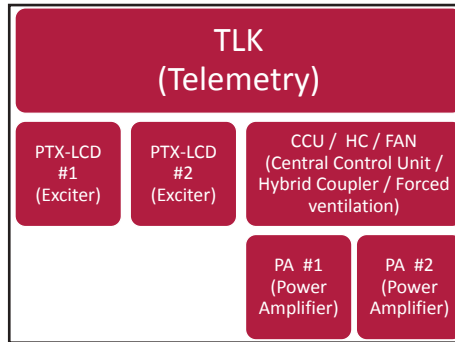 TLK
(Telemetry)
PTX-LCD
#1
(Exciter)
PTX-LCD
#2
(Exciter)
CCU / HC / FAN
(Central Control Unit /
Hybrid Coupler / Forced
ventilation)
PA #1
(Power
Amplifier)
PA #2
(Power
Amplifier)